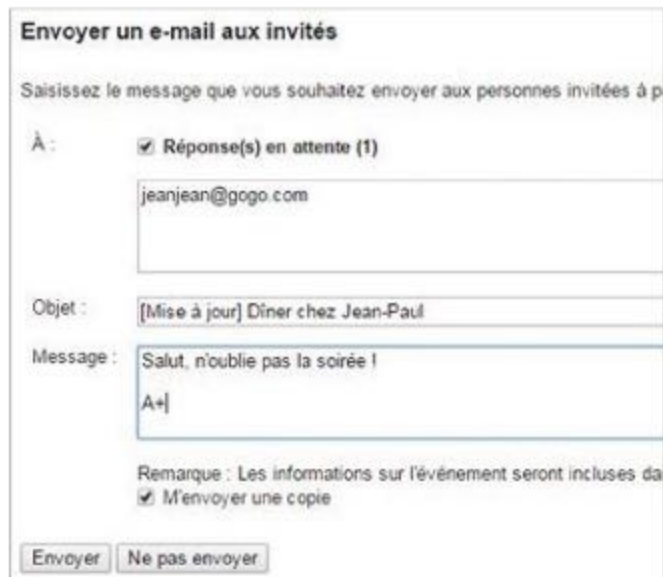 Envoyer un e-mail aux invités
Saisissez le message que vous souhaitez envoyer aux personnes invitées à p
À : Réponse(s) en attente (1)
jeanjean@gogo.com
Objet : [Mise à jour] Dîner chez Jean-Paul
Message : Salut, n'oublie pas la soirée !
A+
Remarque : Les informations sur l'événement seront incluses da
M'envoyer une copie
Envoyer Ne pas envoyer